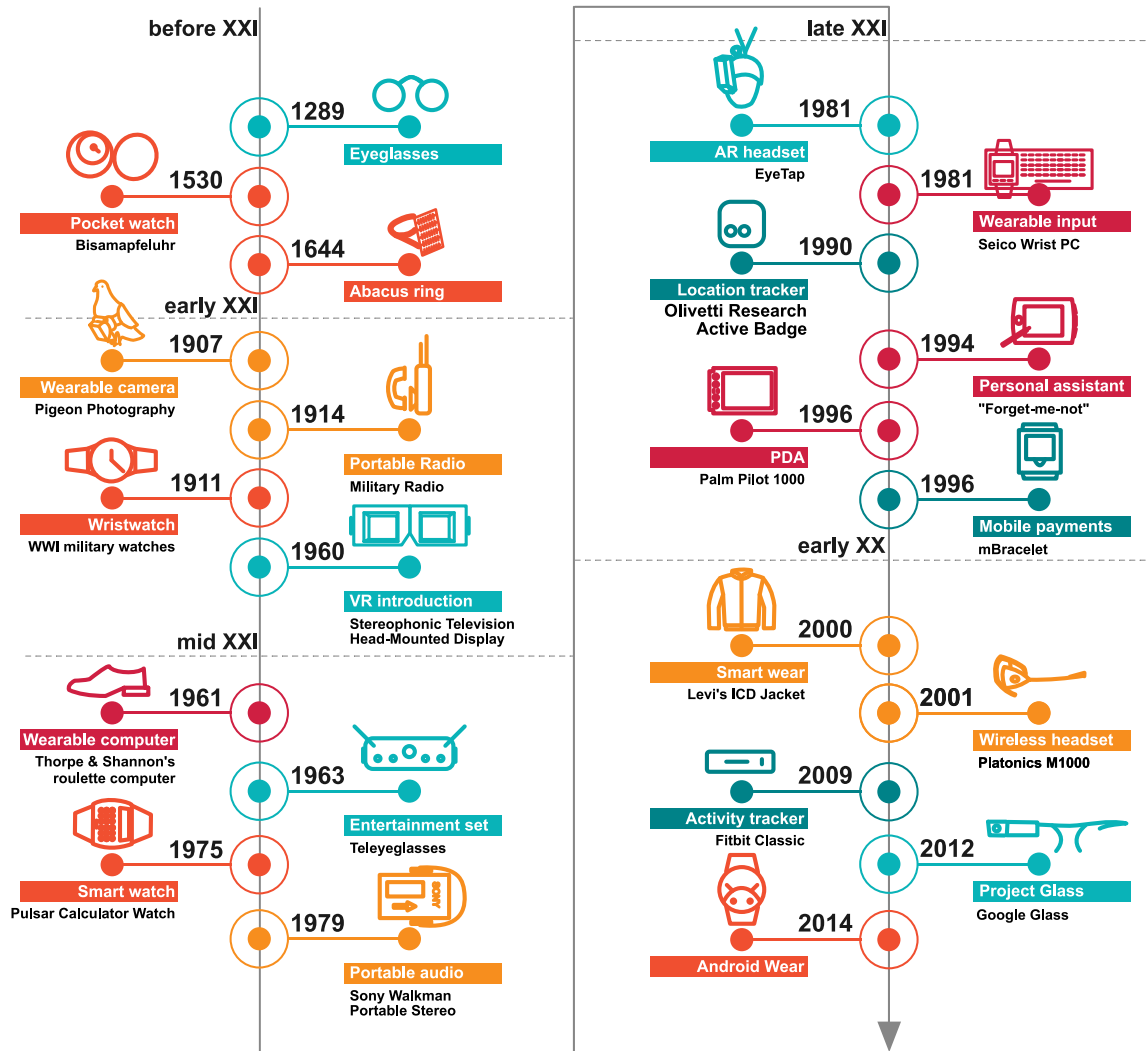 before XXI
1289
Eyeglasses
1530
Pocket watch
Bisamapfeluhr
1644
Abacus ring
early XXI
1907
Wearable camera
Pigeon Photography
1914
Portable Radio
Military Radio
1911
Wristwatch
WWI military watches
1960
VR introduction
Stereophonic Television
Head-Mounted Display
mid XXI
1961
Wearable computer
Thorpe & Shannon's
roulette computer
1963
Entertainment set
Teleyeglasses
1975
Smart watch
Pulsar Calculator Watch
SONY
1979
Portable audio
Sony Walkman
Portable Stereo
late XXI
1981
AR headset
EyeTap
1981
Wearable input
Seico Wrist PC
1990
Location tracker
Olivetti Research
Active Badge
1994
Personal assistant
"Forget-me-not"
1996
PDA
Palm Pilot 1000
1996
Mobile payments
mBracelet
early XX
2000
Smart wear
Levi's ICD Jacket
2001
Wireless headset
Platonics M1000
2009
Activity tracker
Fitbit Classic
2012
Project Glass
Google Glass
2014
Android Wear